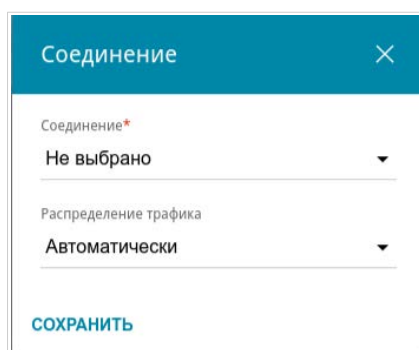 Соединение
Соединение*
Не выбрано
Распределение трафика
Автоматически
СОХРАНИТЬ